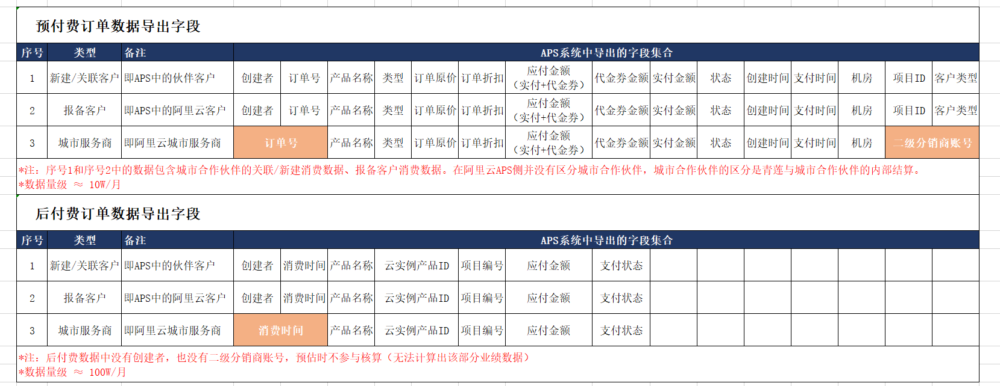 预付费订单数据导出字段
序号 类型 备注 APS系统中导出的字段集合
1 新建/关联客户 即APS中的伙伴客户 创建者 订单号 产品名称 类型 订单原价 订单折扣 应付金额 （实付+代金券） 代金券金额 实付金额 状态 创建时间 支付时间 机房 项目ID 客户类型
2 报备客户 即APS中的阿里云客户 创建者 订单号 产品名称 类型 订单原价 订单折扣 应付金额 （实付+代金券） 代金券金额 实付金额 状态 创建时间 支付时间 机房 项目ID 客户类型
3 城市服务商 即阿里云城市服务商 订单号 产品名称 类型 订单原价 订单折扣 应付金额 （实付+代金券） 代金券金额 实付金额 状态 创建时间 支付时间 机房 二级分销商账号
*注：序号1和序号2中的数据包含城市合作伙伴的关联/新建消费数据、报备客户消费数据。在阿里云APS侧并没有区分城市合作伙伴，城市合作伙伴的区分是青莲与城市合作伙伴的内部结算。
*数据量级 ≈ 10W/月
后付费订单数据导出字段
序号 类型 备注 APS系统中导出的字段集合
1 新建/关联客户 即APS中的伙伴客户 创建者 消费时间 产品名称 云实例产品ID 项目编号 应付金额 支付状态
2 报备客户 即APS中的阿里云客户 创建者 消费时间 产品名称 云实例产品ID 项目编号 应付金额 支付状态
3 城市服务商 即阿里云城市服务商 消费时间 产品名称 云实例产品ID 项目编号 应付金额 支付状态
*注：后付费数据中没有创建者，也没有二级分销商账号，预估时不参与核算（无法计算出该部分业绩数据）
*数据量级 ≈ 100W/月